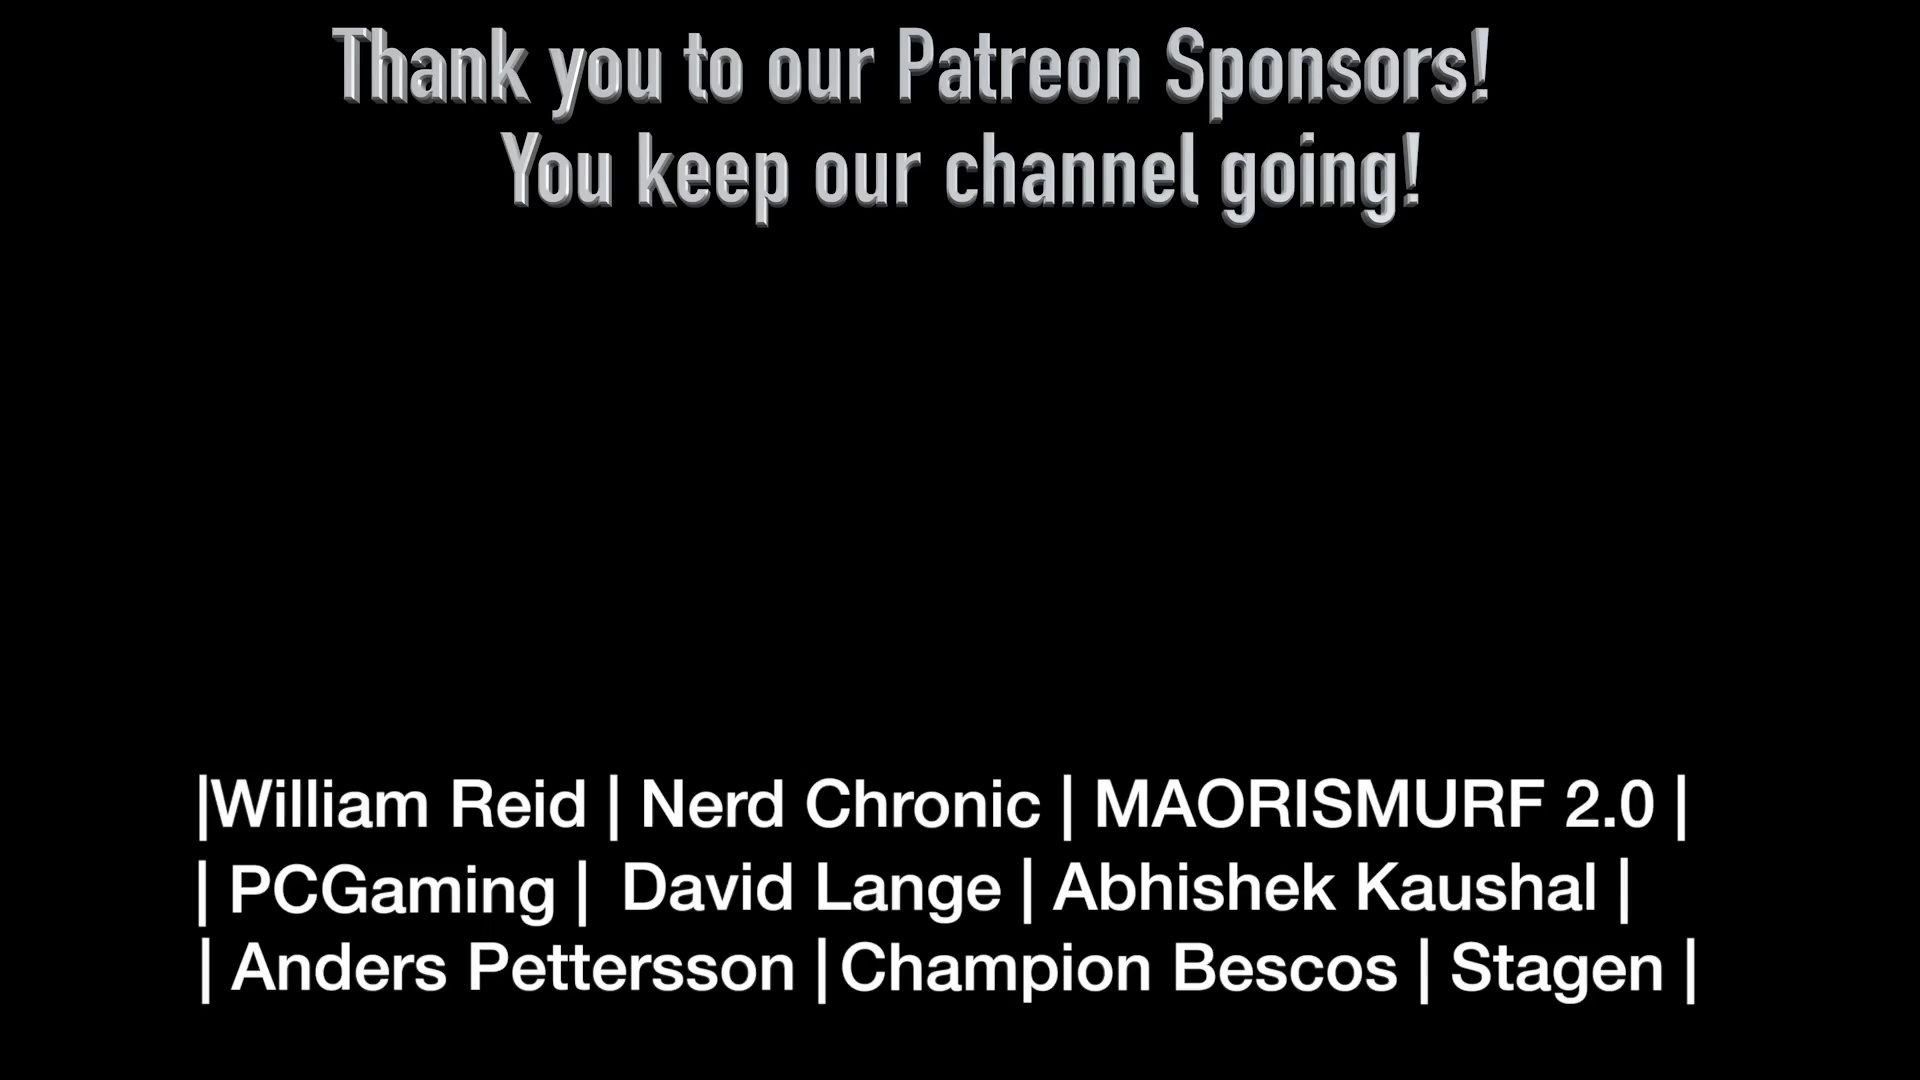 Thank you to our Patreon Sponsors!
You keep our channel going!
|William Reid | Nerd Chronic | MAORISMURF 2.0 |
| PCGaming | David Lange | Abhishek Kaushal |
| Anders Pettersson | Champion Bescos | Stagen |